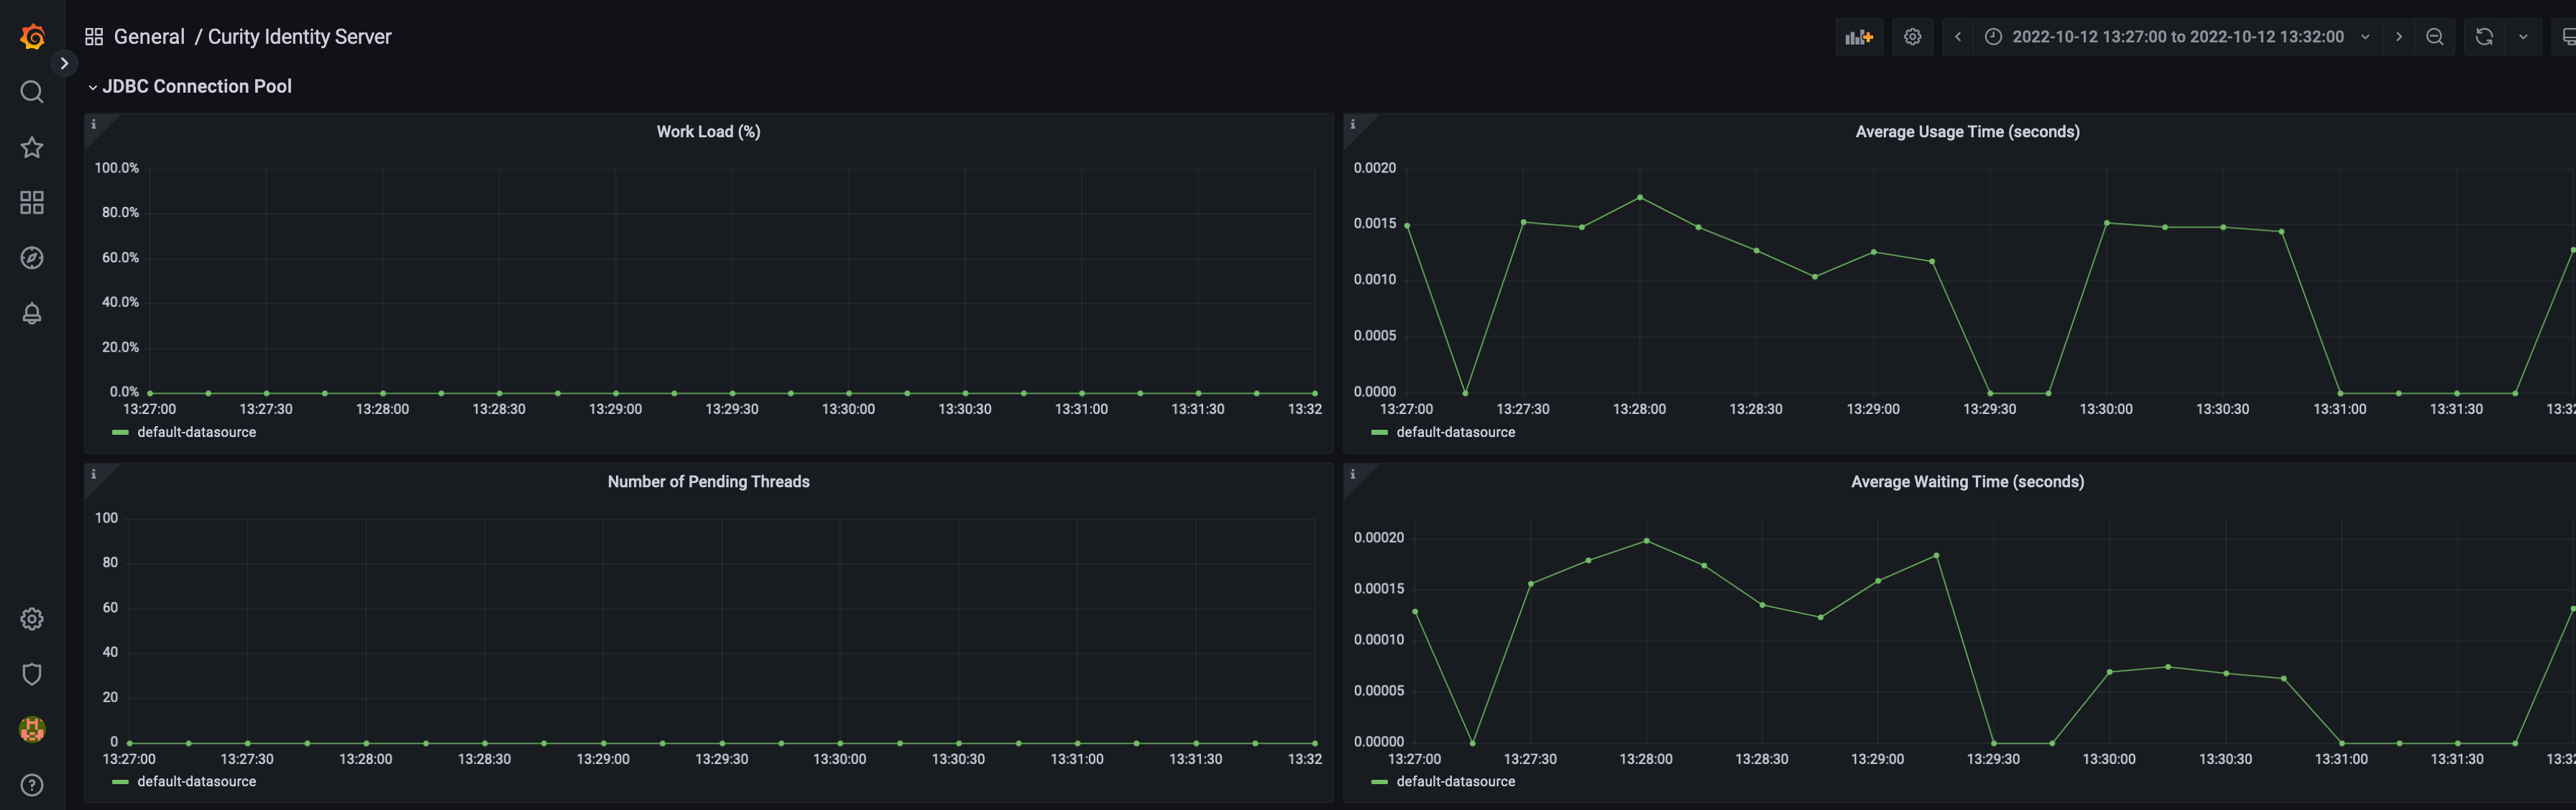 General / Curity Identity Server
2022-10-12 13:27:00 to 2022-10-12 13:32:00
JDBC Connection Pool
Work Load (%)
100.0%
80.0%
60.0%
40.0%
20.0%
0.0%
13:27:00 13:27:30 13:28:00 13:28:30 13:29:00 13:29:30 13:30:00 13:30:30 13:31:00 13:31:30 13:32
default-datasource
Average Usage Time (seconds)
0.0020
0.0015
0.0010
0.0005
0.0000
13:27:00 13:27:30 13:28:00 13:28:30 13:29:00 13:29:30 13:30:00 13:30:30 13:31:00 13:31:30 13:32
default-datasource
Number of Pending Threads
100
80
60
40
20
0
13:27:00 13:27:30 13:28:00 13:28:30 13:29:00 13:29:30 13:30:00 13:30:30 13:31:00 13:31:30 13:32
default-datasource
Average Waiting Time (seconds)
0.00020
0.00015
0.00010
0.00005
0.00000
13:27:00 13:27:30 13:28:00 13:28:30 13:29:00 13:29:30 13:30:00 13:30:30 13:31:00 13:31:30 13:32
default-datasource